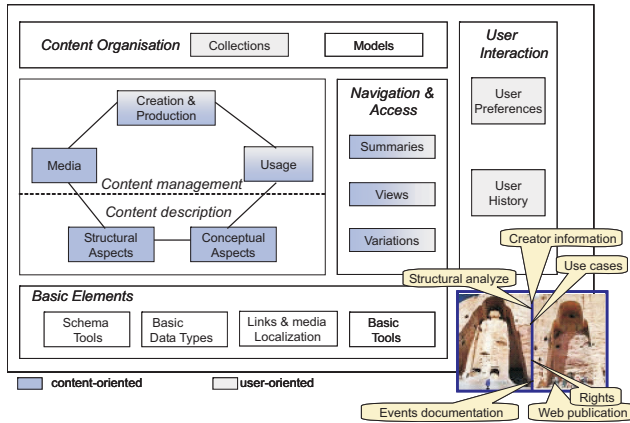 Content Organisation
Collections
Models
User
Interaction
User
Preferences
User
History
Creation &
Production
Media
Usage
Content management
Content description
Structural
Aspects
Conceptual
Aspects
Navigation &
Access
Summaries
Views
Variations
Basic Elements
Schema
Tools
Basic
Data Types
Links & media
Localization
Basic
Tools
Creator information
Structural analyze
Use cases
Rights
Events documentation
Web publication
content-oriented
user-oriented